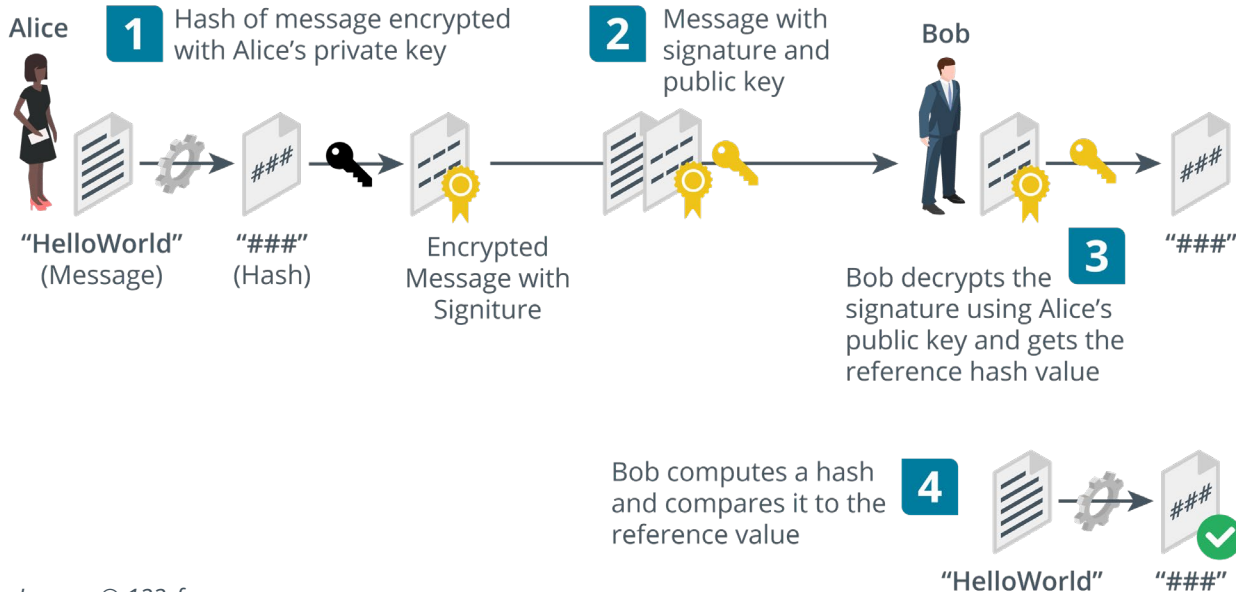 Alice
1
Hash of message encrypted
with Alice’s private key
2
Message with
signature and
public key
Bob
###
###
“HelloWorld”
(Message)
“###”
(Hash)
Encrypted
Message with
Signiture
3
“###”
Bob decrypts the
signature using Alice’s
public key and gets the
reference hash value
Bob computes a hash
and compares it to the
reference value
4
###
“HelloWorld”
“###”